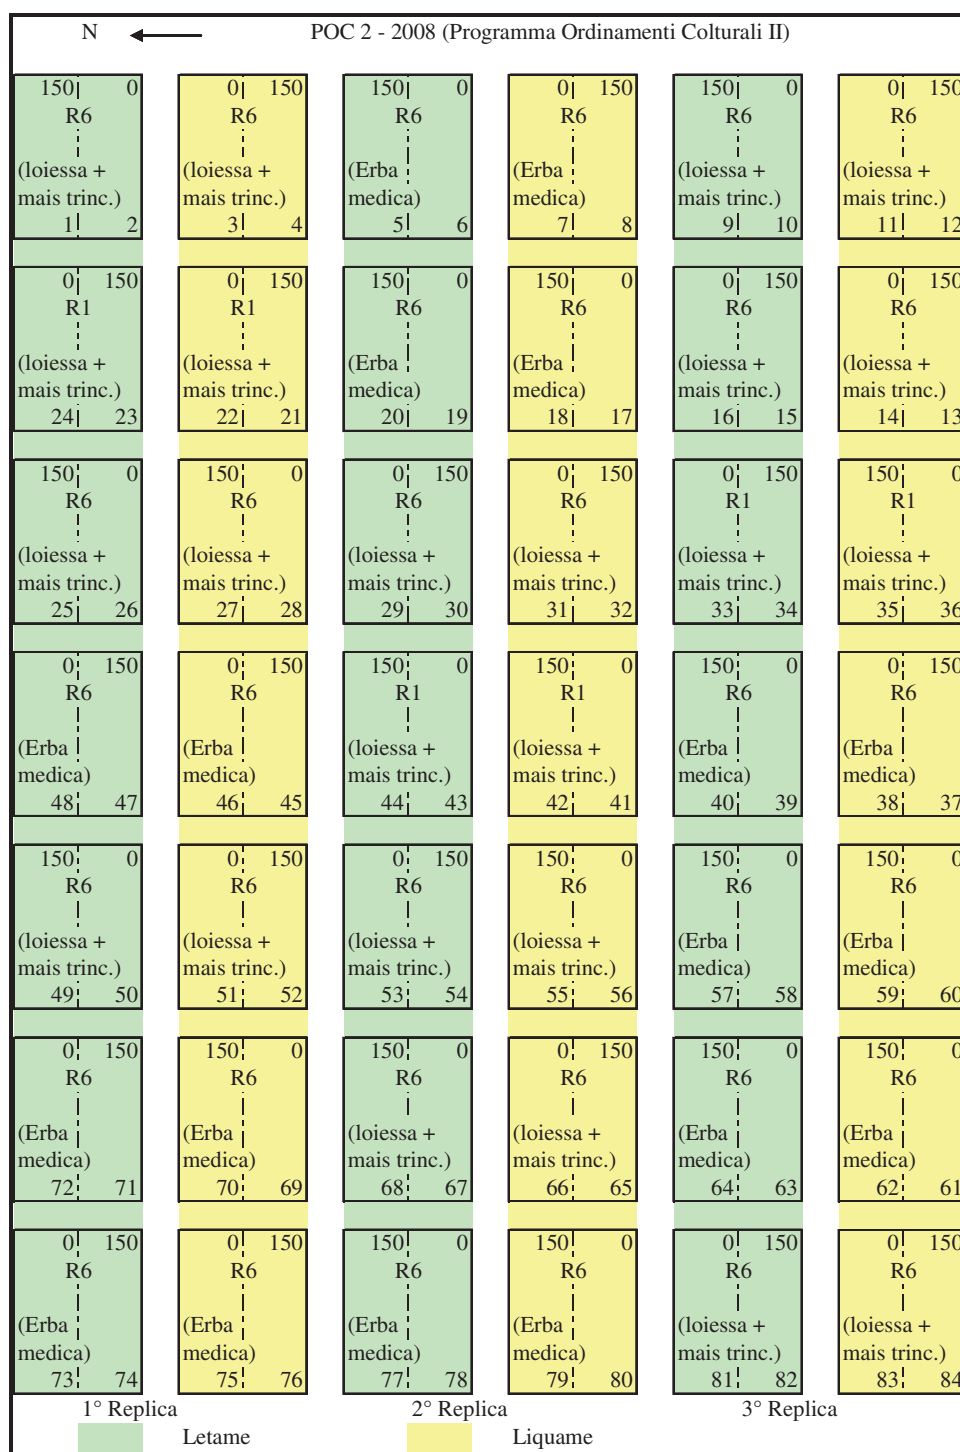 N POC 2 - 2008 (Programma Ordinamenti Colturali II)
150 0 0 150 150 0 0 150 150 0 0 150
R6 R6 R6 R6 R6 R6
(loiessa + (loiessa + (Erba (Erba (loiessa + (loiessa +
mais trinc.) mais trinc.) medica) medica) mais trinc.) mais trinc.)
1 2 3 4 5 6 7 8 9 10 11 12
0 150 0 150 150 0 150 0 0 150 0 150
R1 R1 R6 R6 R6 R6
(loiessa + (loiessa + (Erba (Erba (loiessa + (loiessa +
mais trinc.) mais trinc.) medica) medica) mais trinc.) mais trinc.)
24 23 22 21 20 19 18 17 16 15 14 13
150 0 150 0 0 150 0 150 0 150 150 0
R6 R6 R6 R6 R1 R1
(loiessa + (loiessa + (loiessa + (loiessa + (loiessa + (loiessa +
mais trinc.) mais trinc.) mais trinc.) mais trinc.) mais trinc.) mais trinc.)
25 26 27 28 29 30 31 32 33 34 35 36
0 150 0 150 150 0 150 0 150 0 0 150
R6 R6 R1 R1 R6 R6
(Erba (Erba (loiessa + (loiessa + (Erba (Erba
medica) medica) mais trinc.) mais trinc.) medica) medica)
48 47 46 45 44 43 42 41 40 39 38 37
150 0 0 150 0 150 150 0 150 0 150 0
R6 R6 R6 R6 R6 R6
(loiessa + (loiessa + (loiessa + (loiessa + (Erba (Erba
mais trinc.) mais trinc.) mais trinc.) mais trinc.) medica) medica)
49 50 51 52 53 54 55 56 57 58 59 60
0 150 150 0 150 0 0 150 150 0 150 0
R6 R6 R6 R6 R6 R6
(Erba (Erba (loiessa + (loiessa + (Erba (Erba
medica) medica) mais trinc.) mais trinc.) medica) medica)
72 71 70 69 68 67 66 65 64 63 62 61
0 150 0 150 150 0 150 0 0 150 0 150
R6 R6 R6 R6 R6 R6
(Erba (Erba (Erba (Erba (loiessa + (loiessa +
medica) medica) medica) medica) mais trinc.) mais trinc.)
73 74 75 76 77 78 79 80 81 82 83 84
1° Replica 2° Replica 3° Replica
Letame Liquame